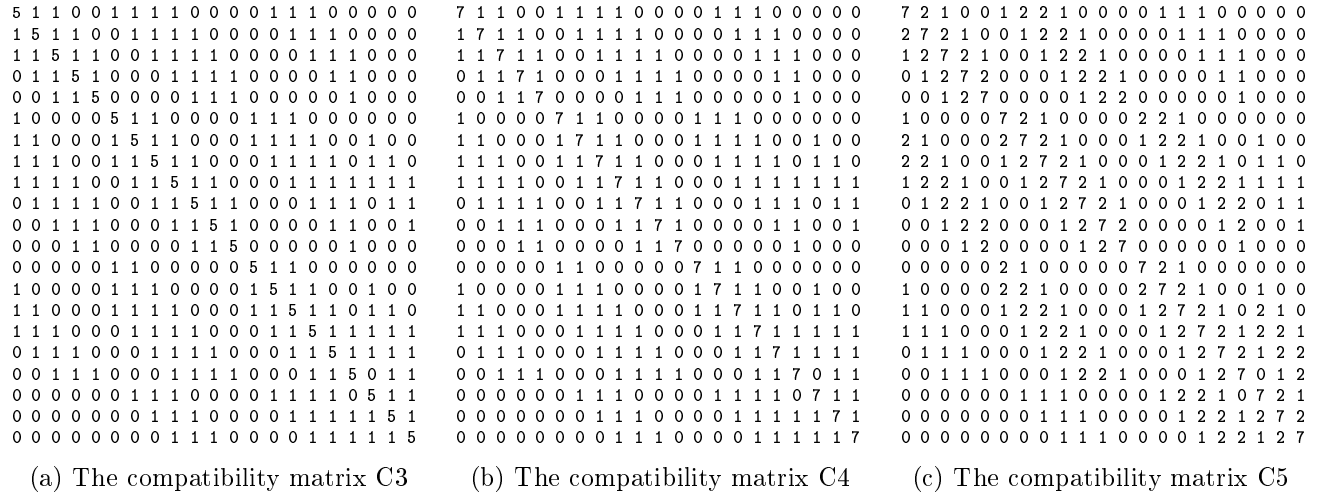 5 1 1 0 0 1 1 1 1 0 0 0 0 1 1 1 0 0 0 0 0
1 5 1 1 0 0 1 1 1 1 0 0 0 0 1 1 1 0 0 0 0
1 1 5 1 1 0 0 1 1 1 1 0 0 0 0 1 1 1 0 0 0
0 1 1 5 1 0 0 0 1 1 1 1 0 0 0 0 1 1 0 0 0
0 0 1 1 5 0 0 0 0 1 1 1 0 0 0 0 0 1 0 0 0
1 0 0 0 0 5 1 1 0 0 0 0 1 1 1 0 0 0 0 0 0
1 1 0 0 0 1 5 1 1 0 0 0 1 1 1 1 0 0 1 0 0
1 1 1 0 0 1 1 5 1 1 0 0 0 1 1 1 1 0 1 1 0
1 1 1 1 0 0 1 1 5 1 1 0 0 0 1 1 1 1 1 1 1
0 1 1 1 1 0 0 1 1 5 1 1 0 0 0 1 1 1 0 1 1
0 0 1 1 1 0 0 0 1 1 5 1 0 0 0 0 1 1 0 0 1
0 0 0 1 1 0 0 0 0 1 1 5 0 0 0 0 0 1 0 0 0
0 0 0 0 0 1 1 0 0 0 0 0 5 1 1 0 0 0 0 0 0
1 0 0 0 0 1 1 1 0 0 0 0 1 5 1 1 0 0 1 0 0
1 1 0 0 0 1 1 1 1 0 0 0 1 1 5 1 1 0 1 1 0
1 1 1 0 0 0 1 1 1 1 0 0 0 1 1 5 1 1 1 1 1
0 1 1 1 0 0 0 1 1 1 1 0 0 0 1 1 5 1 1 1 1
0 0 1 1 1 0 0 0 1 1 1 1 0 0 0 1 1 5 0 1 1
0 0 0 0 0 0 1 1 1 0 0 0 0 1 1 1 1 0 5 1 1
0 0 0 0 0 0 0 1 1 1 0 0 0 0 1 1 1 1 1 5 1
0 0 0 0 0 0 0 0 1 1 1 0 0 0 0 1 1 1 1 1 5
(a) The compatibility matrix C3
7 1 1 0 0 1 1 1 1 0 0 0 0 1 1 1 0 0 0 0 0
1 7 1 1 0 0 1 1 1 1 0 0 0 0 1 1 1 0 0 0 0
1 1 7 1 1 0 0 1 1 1 1 0 0 0 0 1 1 1 0 0 0
0 1 1 7 1 0 0 0 1 1 1 1 0 0 0 0 1 1 0 0 0
0 0 1 1 7 0 0 0 0 1 1 1 0 0 0 0 0 1 0 0 0
1 0 0 0 0 7 1 1 0 0 0 0 1 1 1 0 0 0 0 0 0
1 1 0 0 0 1 7 1 1 0 0 0 1 1 1 1 0 0 1 0 0
1 1 1 0 0 1 1 7 1 1 0 0 0 1 1 1 1 0 1 1 0
1 1 1 1 0 0 1 1 7 1 1 0 0 0 1 1 1 1 1 1 1
0 1 1 1 1 0 0 1 1 7 1 1 0 0 0 1 1 1 0 1 1
0 0 1 1 1 0 0 0 1 1 7 1 0 0 0 0 1 1 0 0 1
0 0 0 1 1 0 0 0 0 1 1 7 0 0 0 0 0 1 0 0 0
0 0 0 0 0 1 1 0 0 0 0 0 7 1 1 0 0 0 0 0 0
1 0 0 0 0 1 1 1 0 0 0 0 1 7 1 1 0 0 1 0 0
1 1 0 0 0 1 1 1 1 0 0 0 1 1 7 1 1 0 1 1 0
1 1 1 0 0 0 1 1 1 1 0 0 0 1 1 7 1 1 1 1 1
0 1 1 1 0 0 0 1 1 1 1 0 0 0 1 1 7 1 1 1 1
0 0 1 1 1 0 0 0 1 1 1 1 0 0 0 1 1 7 0 1 1
0 0 0 0 0 0 1 1 1 0 0 0 0 1 1 1 1 0 7 1 1
0 0 0 0 0 0 0 1 1 1 0 0 0 0 1 1 1 1 1 7 1
0 0 0 0 0 0 0 0 1 1 1 0 0 0 0 1 1 1 1 1 7
(b) The compatibility matrix C4
7 2 1 0 0 1 2 2 1 0 0 0 0 1 1 1 0 0 0 0 0
2 7 2 1 0 0 1 2 2 1 0 0 0 0 1 1 1 0 0 0 0
1 2 7 2 1 0 0 1 2 2 1 0 0 0 0 1 1 1 0 0 0
0 1 2 7 2 0 0 0 1 2 2 1 0 0 0 0 1 1 0 0 0
0 0 1 2 7 0 0 0 0 1 2 2 0 0 0 0 0 1 0 0 0
1 0 0 0 0 7 2 1 0 0 0 0 2 2 1 0 0 0 0 0 0
2 1 0 0 0 2 7 2 1 0 0 0 1 2 2 1 0 0 1 0 0
2 2 1 0 0 1 2 7 2 1 0 0 0 1 2 2 1 0 1 1 0
1 2 2 1 0 0 1 2 7 2 1 0 0 0 1 2 2 1 1 1 1
0 1 2 2 1 0 0 1 2 7 2 1 0 0 0 1 2 2 0 1 1
0 0 1 2 2 0 0 0 1 2 7 2 0 0 0 0 1 2 0 0 1
0 0 0 1 2 0 0 0 0 1 2 7 0 0 0 0 0 1 0 0 0
0 0 0 0 0 2 1 0 0 0 0 0 7 2 1 0 0 0 0 0 0
1 0 0 0 0 2 2 1 0 0 0 0 2 7 2 1 0 0 1 0 0
1 1 0 0 0 1 2 2 1 0 0 0 1 2 7 2 1 0 2 1 0
1 1 1 0 0 0 1 2 2 1 0 0 0 1 2 7 2 1 2 2 1
0 1 1 1 0 0 0 1 2 2 1 0 0 0 1 2 7 2 1 2 2
0 0 1 1 1 0 0 0 1 2 2 1 0 0 0 1 2 7 0 1 2
0 0 0 0 0 0 1 1 1 0 0 0 0 1 2 2 1 0 7 2 1
0 0 0 0 0 0 0 1 1 1 0 0 0 0 1 2 2 1 2 7 2
0 0 0 0 0 0 0 0 1 1 1 0 0 0 0 1 2 2 1 2 7
(c) The compatibility matrix C5